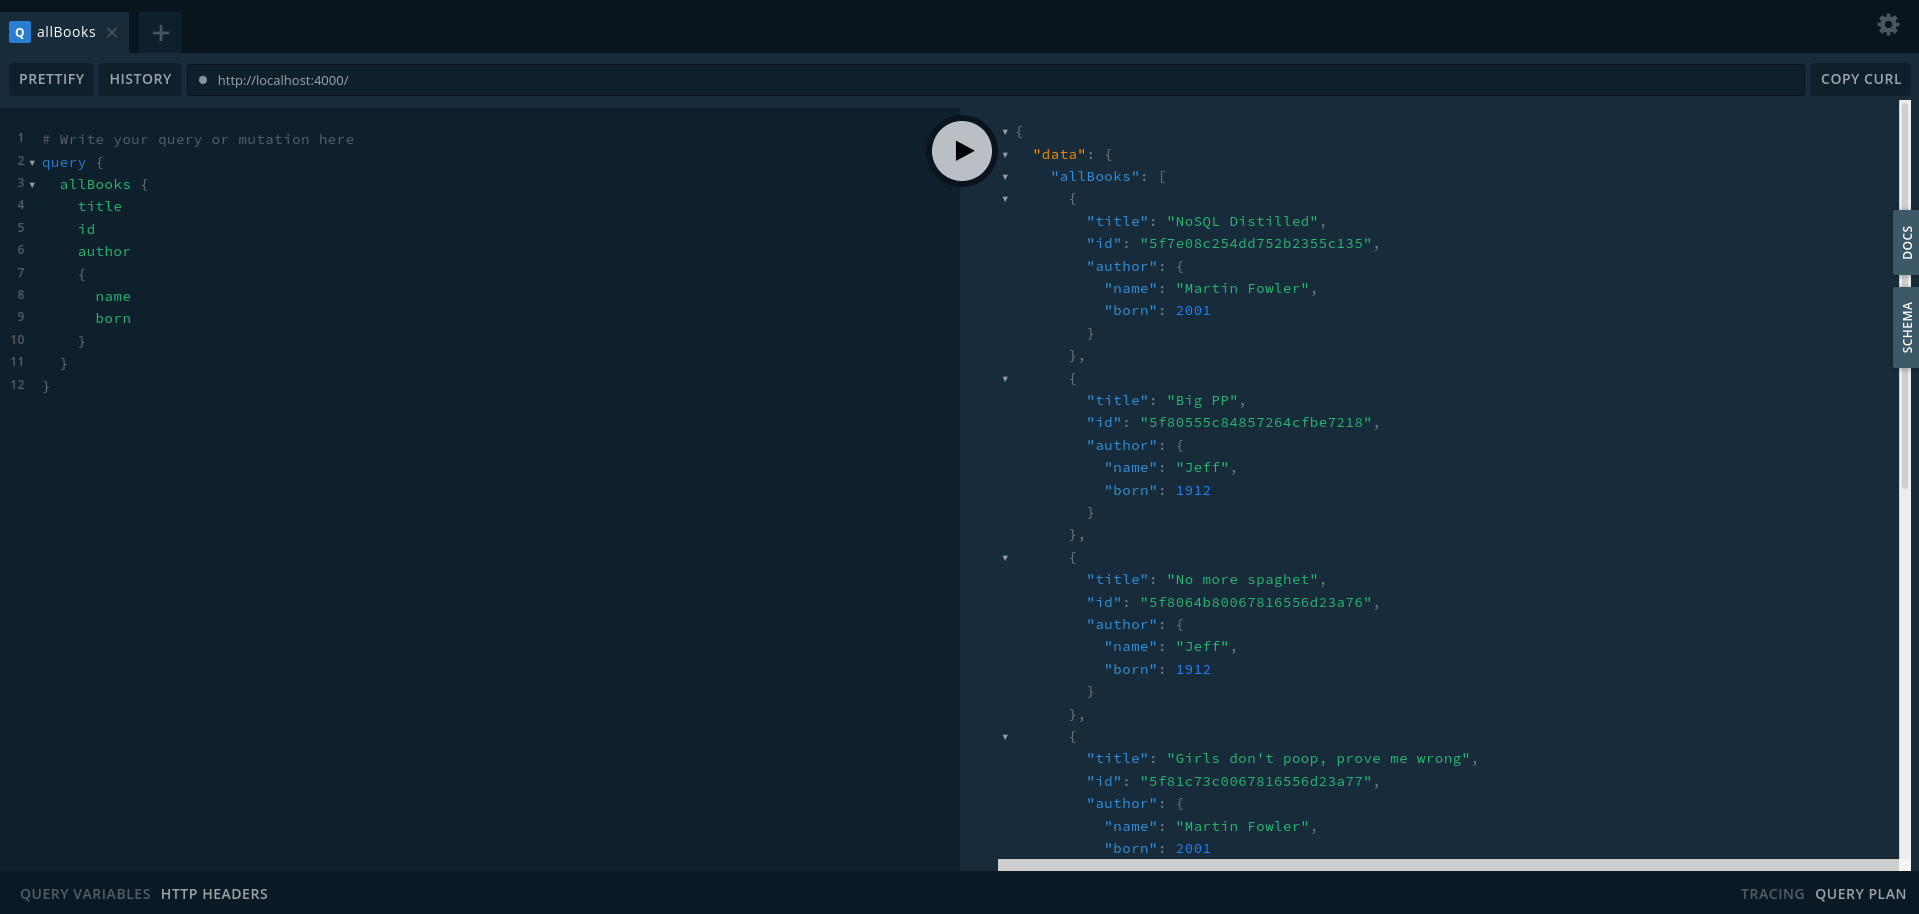 Q allBooks
PRETTIFY HISTORY http://localhost:4000/ COPY CURL
1 # Write your query or mutation here
2 query {
3 allBooks {
4 title
5 id
6 author
7 {
8 name
9 born
10 }
11 }
12 }
{
"data": {
"allBooks": [
{
"title": "NoSQL Distilled",
"id": "5f7e08c254dd752b2355c135",
"author": {
"name": "Martin Fowler",
"born": 2001
}
},
{
"title": "Big PP",
"id": "5f80555c84857264cfbe7218",
"author": {
"name": "Jeff",
"born": 1912
}
},
{
"title": "No more spaghet",
"id": "5f8064b80067816556d23a76",
"author": {
"name": "Jeff",
"born": 1912
}
},
{
"title": "Girls don't poop, prove me wrong",
"id": "5f81c73c0067816556d23a77",
"author": {
"name": "Martin Fowler",
"born": 2001
DOCS
SCHEMA
QUERY VARIABLES HTTP HEADERS
TRACING QUERY PLAN